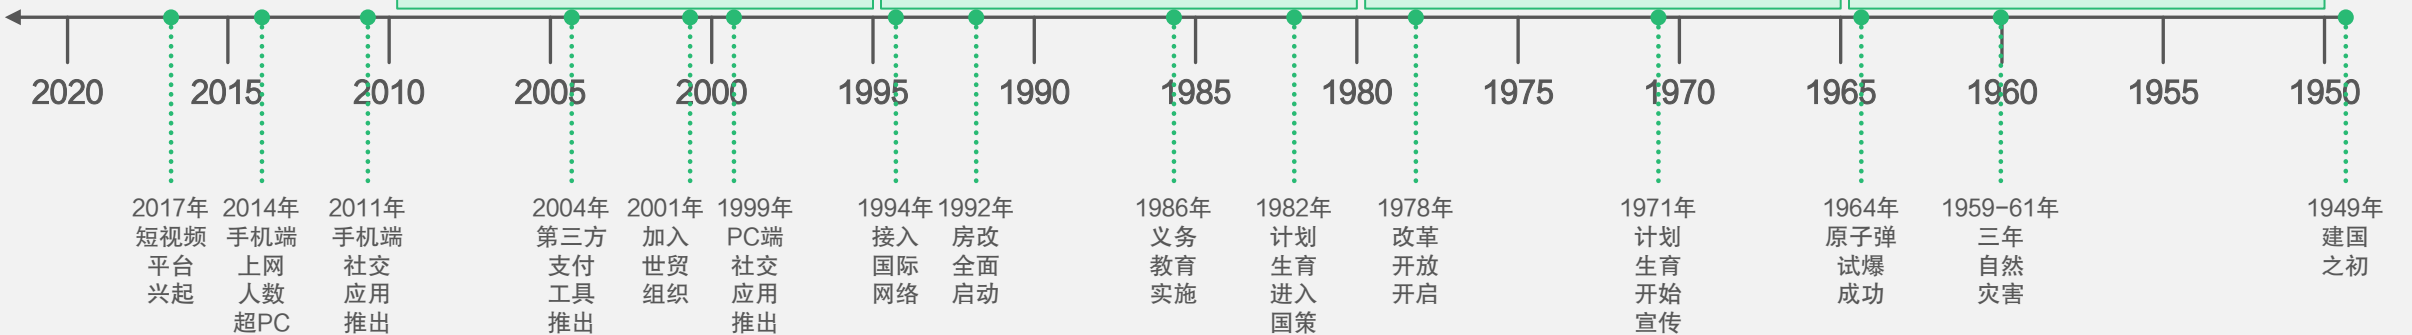 2020 2015 2010 2005 2000 1995 1990 1985 1980 1975 1970 1965 1960 1955 1950
2017年
短视频
平台
兴起
2014年
手机端
上网
人数
超PC
2011年
手机端
社交
应用
推出
2004年
第三方
支付
工具
推出
2001年
加入
世贸
组织
1999年
PC端
社交
应用
推出
1994年
接入
国际
网络
1992年
房改
全面
启动
1986年
义务
教育
实施
1982年
计划
生育
进入
国策
1978年
改革
开放
开启
1971年
计划
生育
开始
宣传
1964年
原子弹
试爆
成功
1959-61年
三年
自然
灾害
1949年
建国
之初